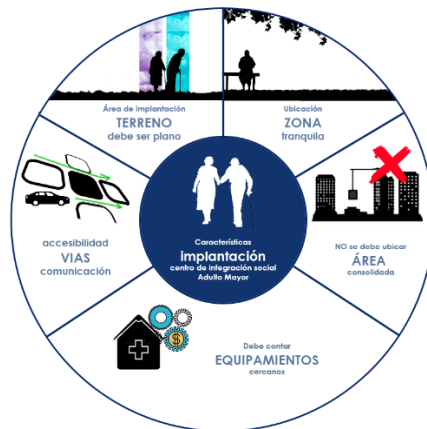 Área de implantación
TERRENO
debe ser plano
Ubicación
ZONA
tranquila
accesibilidad
VIAS
comunicación
Características
implantación
centro de integración social
Adulto Mayor
NO se debe ubicar
ÁREA
consolidada
Debe contar
EQUIPAMIENTOS
cercanos
$